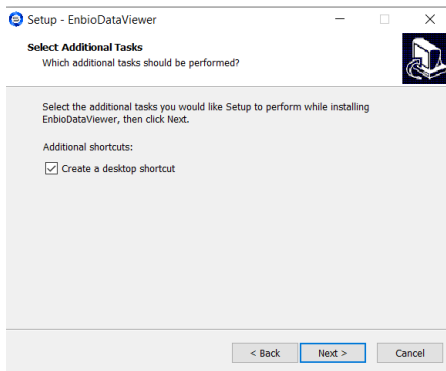 Setup - EnbioDataViewer
Select Additional Tasks
Which additional tasks should be performed?
Select the additional tasks you would like Setup to perform while installing
EnbioDataViewer, then click Next.
Additional shortcuts:
Create a desktop shortcut
< Back Next > Cancel